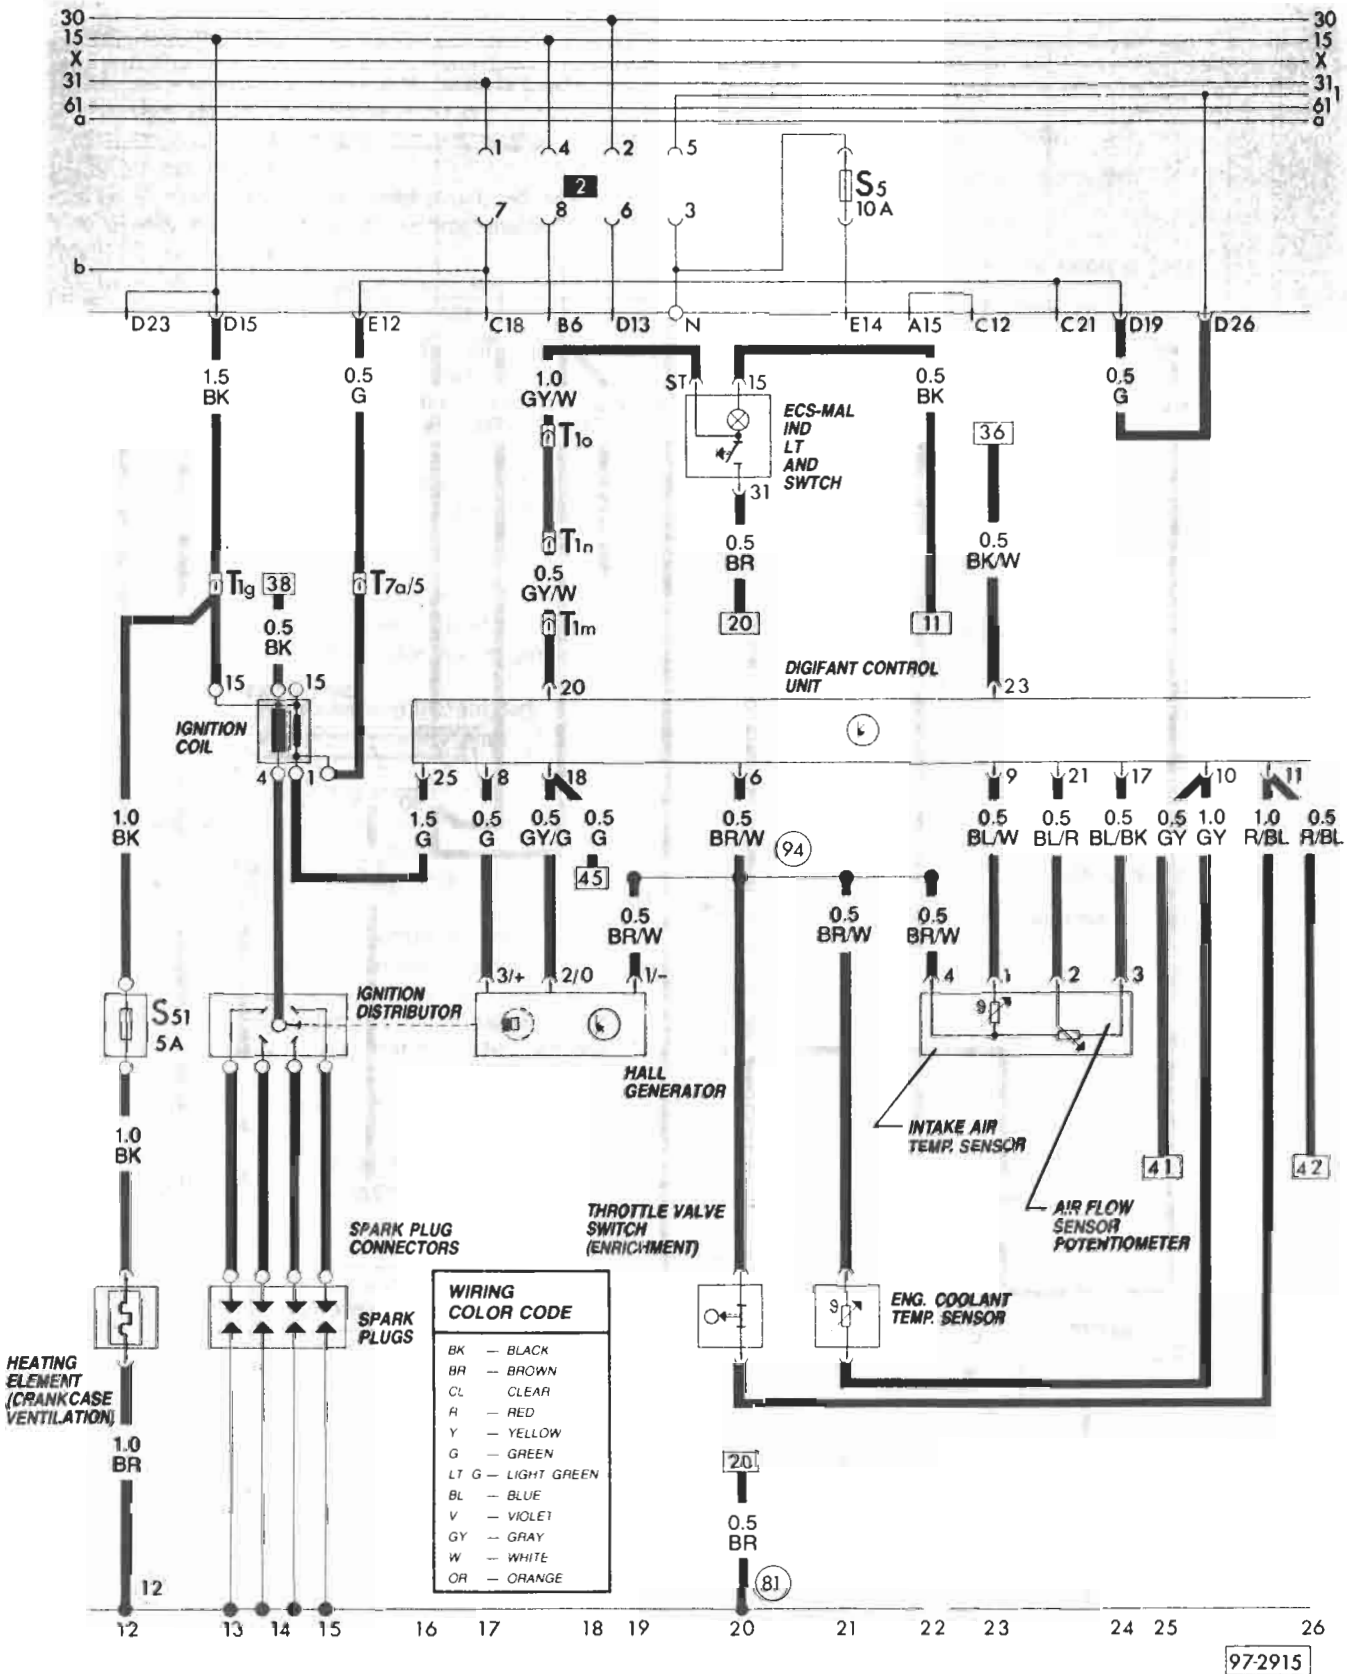 30 30
15 15
X X
31 31
1
61 61
a a
1 4 2 5
2
S5
10 A
7 8 6 3
b
D23 D15 E12 C18 B6 D13 N E14 A15 C12 C21 D19 D26
1.5
BK
0.5
G
1.0
GY/W
ST 15
0.5
BK
0.5
G
ECS-MAL
IND
LT
AND
SWTCH
T1o
36
31
0.5
BR
0.5
BK/W
T1n
0.5
GY/W
T1g 38 T7a/5
0.5
BK
T1m
20 11
15 15
20 23
DIGIFANT CONTROL
UNIT
IGNITION
COIL
k
4 1
25 8 18 6 9 21 17 10 11
1.0
BK
1.5
G
0.5
G
0.5
GY/G
0.5
G
0.5
BR/W
0.5
BL/W
0.5
BL/R
0.5
BL/BK
0.5
GY
1.0
GY
1.0
R/BL
0.5
R/BL
94
45
0.5
BR/W
0.5
BR/W
0.5
BR/W
3/+ 2/0 1/-
4 1 2 3
S51
5 A
IGNITION
DISTRIBUTOR
HALL
GENERATOR
1.0
BK
INTAKE AIR
TEMP. SENSOR
41 42
AIR FLOW
SENSOR
POTENTIOMETER
SPARK PLUG
CONNECTORS
THROTTLE VALVE
SWITCH
(ENRICHMENT)
SPARK
PLUGS
ENG. COOLANT
TEMP. SENSOR
HEATING
ELEMENT
(CRANKCASE
VENTILATION)
WIRING
COLOR CODE
BK — BLACK
BR — BROWN
CL CLEAR
R — RED
Y — YELLOW
G — GREEN
LT G — LIGHT GREEN
BL — BLUE
V — VIOLET
GY — GRAY
W — WHITE
OR — ORANGE
1.0
BR
20
0.5
BR
12
81
12 13 14 15 16 17 18 19 20 21 22 23 24 25 26
97-2915